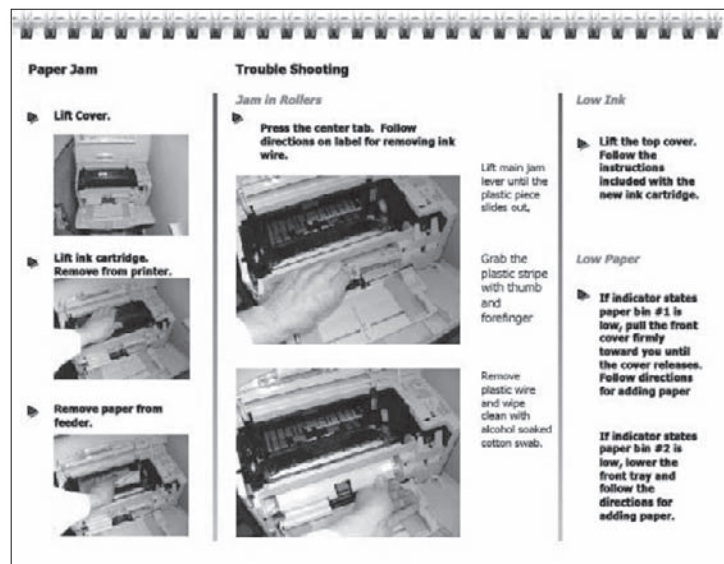 Paper Jam
Lift Cover.
Lift ink cartridge.
Remove from printer.
Remove paper from
feeder.
Trouble Shooting
Jam in Rollers
Press the center tab. Follow
directions on label for removing ink
wire.
Lift main jam
lever until the
plastic piece
slides out.
Grab the
plastic stripe
with thumb
and
forefinger
Remove
plastic wire
and wipe
clean with
alcohol soaked
cotton swab.
Low Ink
Lift the top cover.
Follow the
instructions
included with the
new ink cartridge.
Low Paper
If indicator states
paper bin #1 is
low, pull the front
cover firmly
toward you until
the cover releases.
Follow directions
for adding paper
If indicator states
paper bin #2 is
low, lower the
front tray and
follow the
directions for
adding paper.